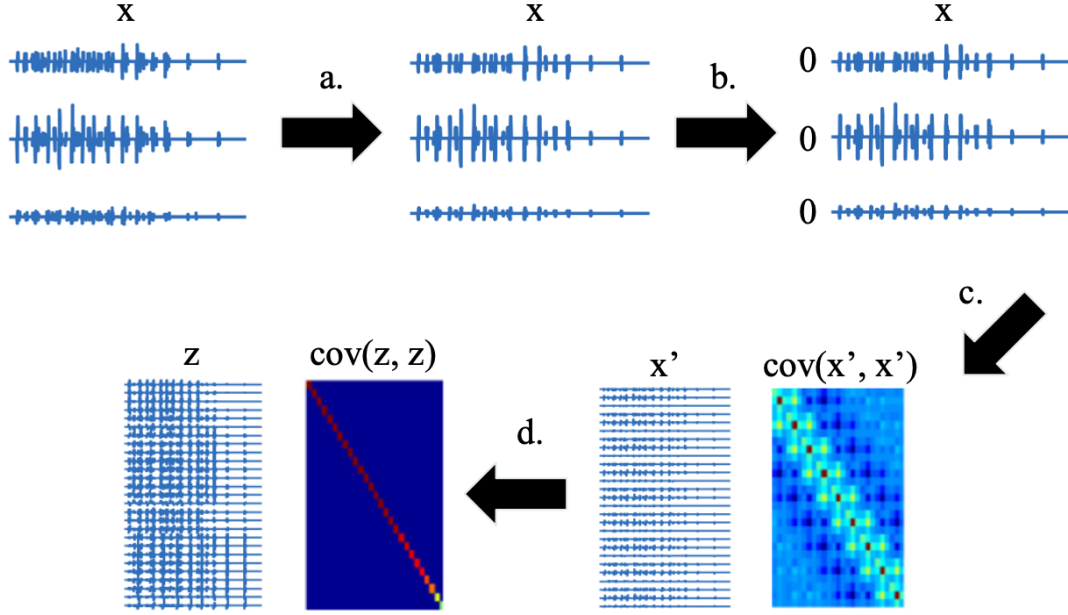 x x x
a. b.
0
0
0
c.
z cov(z, z) x’ cov(x’, x’)
d.